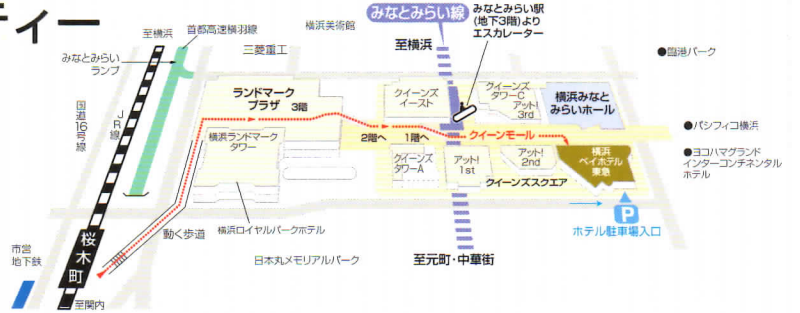 ティー
みなとみらい線
みなとみらい駅
(地下3階)より
エスカレーター
横浜美術館
首都高速横羽線
至横浜
三菱重工
至横浜
みなとみらい
ランプ
臨港パーク
国道16号線
JR線
ランドマーク
プラザ 3階
クイーンズ
イースト
クイーンズ
タワーC
アット!
3rd
横浜みなと
みらいホール
パシフィコ横浜
横浜ランドマーク
タワー
2階へ
1階へ
クイーンモール
クイーンズ
タワーA
アット!
1st
アット!
2nd
横浜
ベイホテル
東急
ヨコハマグランド
インターコンチネンタル
ホテル
クイーンズスクエア
P
ホテル駐車場入口
動く歩道
横浜ロイヤルパークホテル
桜木町
市営
地下鉄
日本丸メモリアルパーク
至元町・中華街
至関内